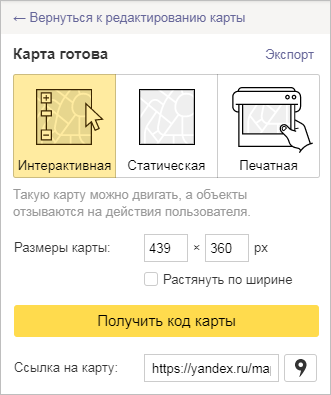 ← Вернуться к редактированию карты
Карта готова
Экспорт
Интерактивная
Статическая
Печатная
Такую карту можно двигать, а объекты
отзываются на действия пользователя.
Размеры карты: 439 × 360 px
Растянуть по ширине
Получить код карты
Ссылка на карту: https://yandex.ru/ma